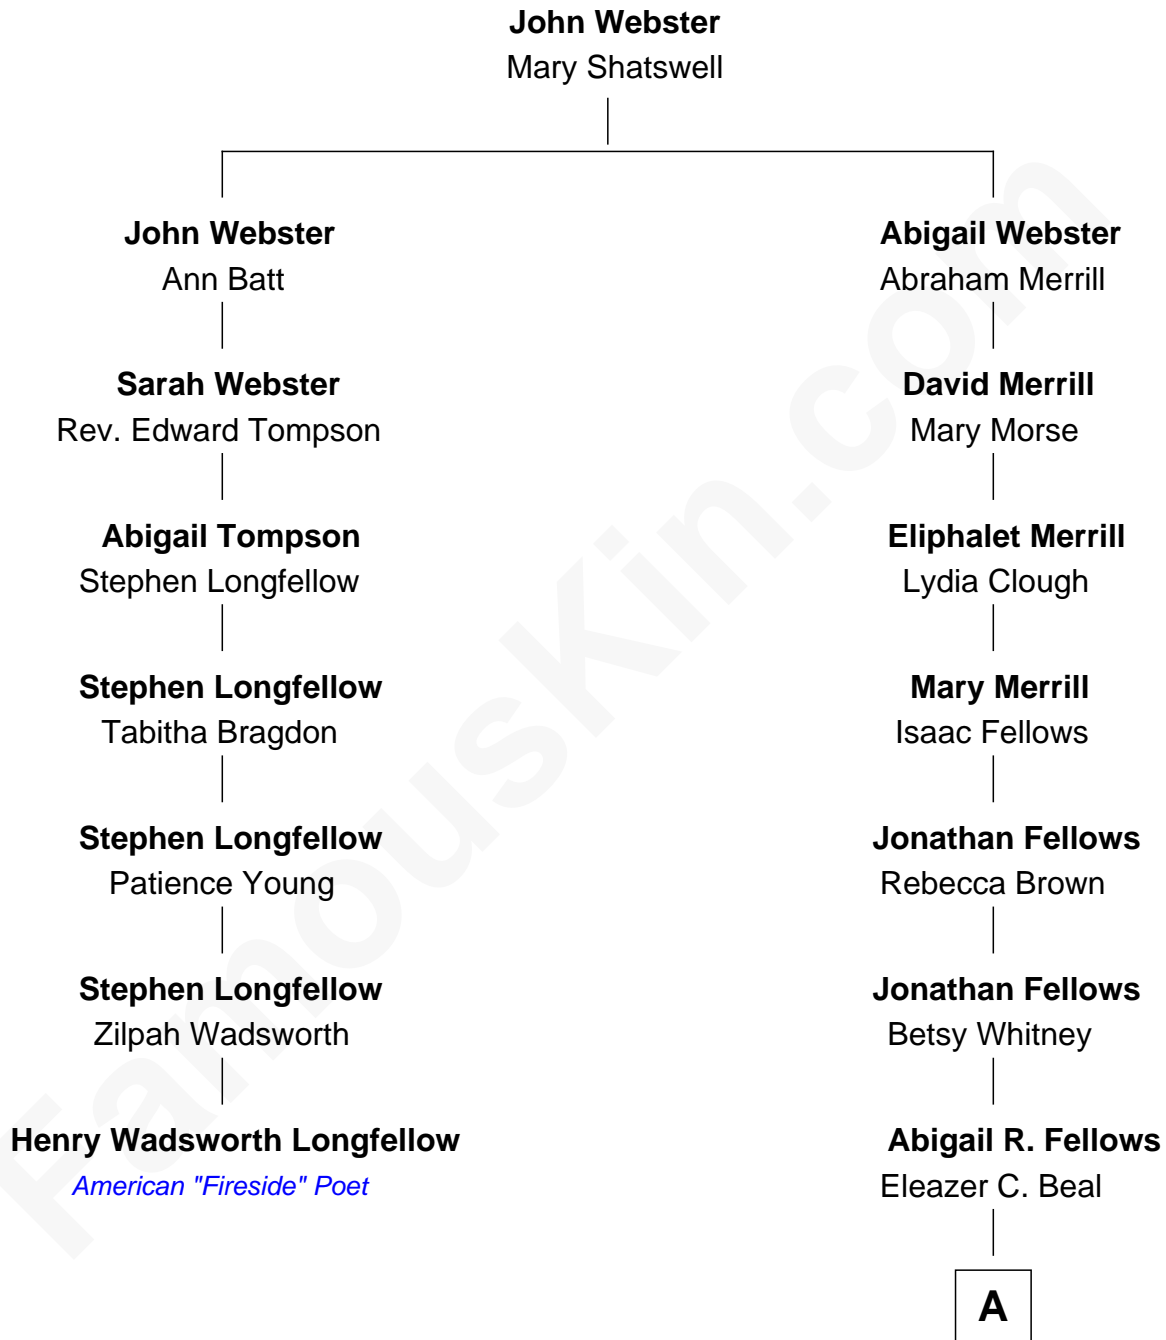 John Webster
Mary Shatswell
John Webster
Ann Batt
Abigail Webster
Abraham Merrill
Sarah Webster
Rev. Edward Tompson
David Merrill
Mary Morse
Abigail Tompson
Stephen Longfellow
Eliphalet Merrill
Lydia Clough
Stephen Longfellow
Tabitha Bragdon
Mary Merrill
Isaac Fellows
Stephen Longfellow
Patience Young
Jonathan Fellows
Rebecca Brown
Stephen Longfellow
Zilpah Wadsworth
Jonathan Fellows
Betsy Whitney
Henry Wadsworth Longfellow
American "Fireside" Poet
Abigail R. Fellows
Eleazer C. Beal
A
FamousKin.com